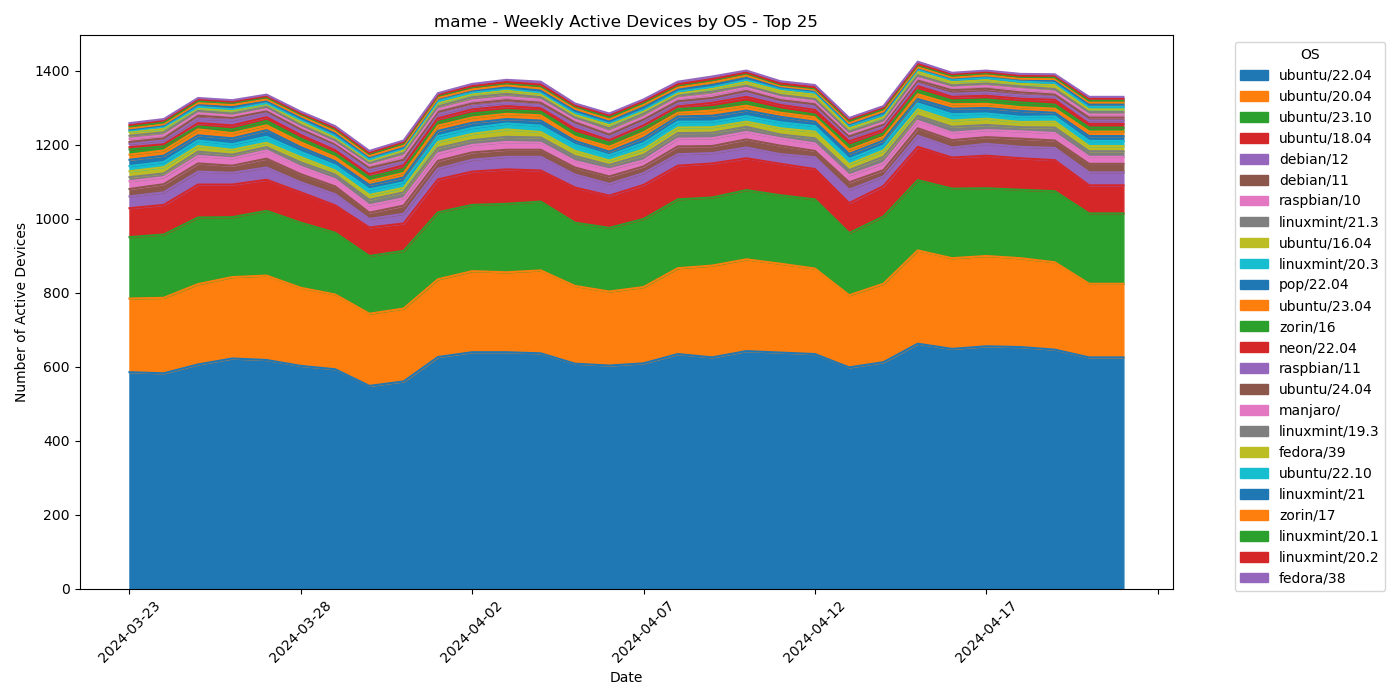 mame - Weekly Active Devices by OS - Top 25
Number of Active Devices
1400
1200
1000
800
600
400
200
0
2024-03-23
2024-03-28
2024-04-02
2024-04-07
2024-04-12
2024-04-17
Date
OS
ubuntu/22.04
ubuntu/20.04
ubuntu/23.10
ubuntu/18.04
debian/12
debian/11
raspbian/10
linuxmint/21.3
ubuntu/16.04
linuxmint/20.3
pop/22.04
ubuntu/23.04
zorin/16
neon/22.04
raspbian/11
ubuntu/24.04
manjaro/
linuxmint/19.3
fedora/39
ubuntu/22.10
linuxmint/21
zorin/17
linuxmint/20.1
linuxmint/20.2
fedora/38